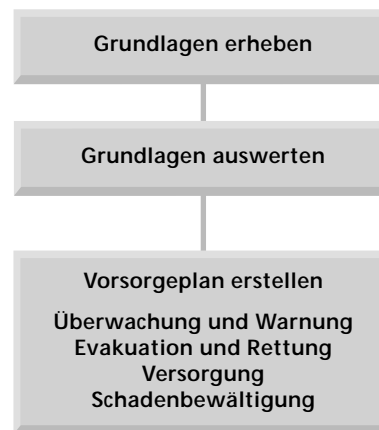 Grundlagen erheben
Grundlagen auswerten
Vorsorgeplan erstellen
Überwachung und Warnung
Evakuation und Rettung
Versorgung
Schadenbewältigung